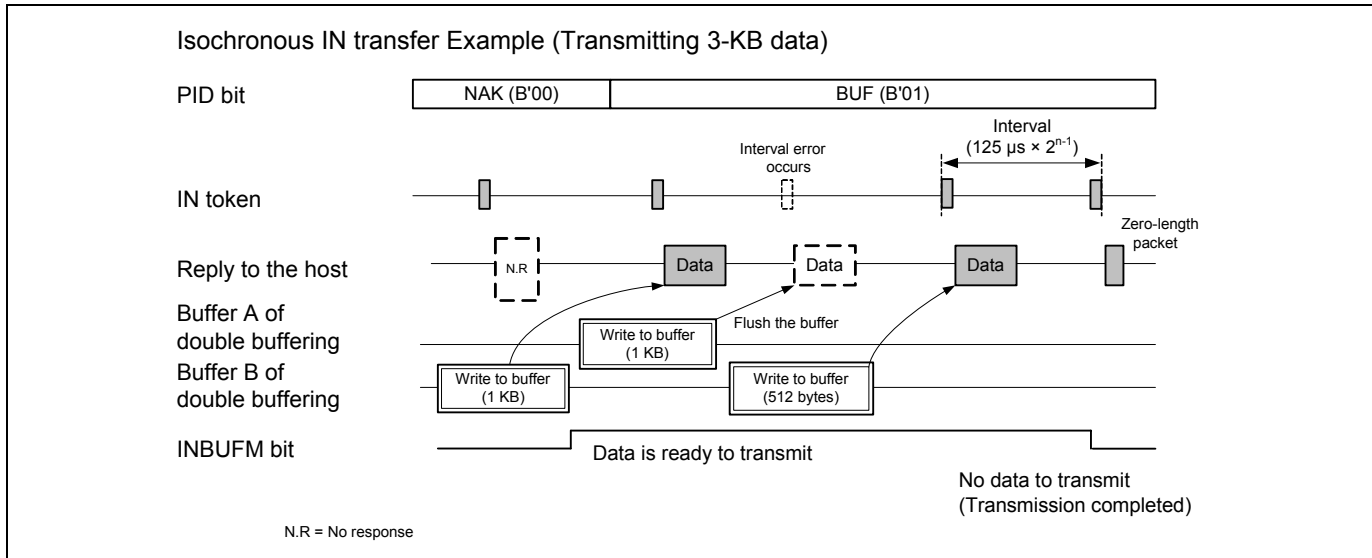 Isochronous IN transfer Example (Transmitting 3-KB data)
PID bit
NAK (B'00)
BUF (B'01)
Interval
(125 µs × 2ⁿ⁻¹)
Interval error
occurs
IN token
Zero-length
packet
Reply to the host
N.R
Data
Data
Data
Buffer A of
double buffering
Write to buffer
(1 KB)
Flush the buffer
Buffer B of
double buffering
Write to buffer
(1 KB)
Write to buffer
(512 bytes)
INBUFM bit
Data is ready to transmit
No data to transmit
(Transmission completed)
N.R = No response